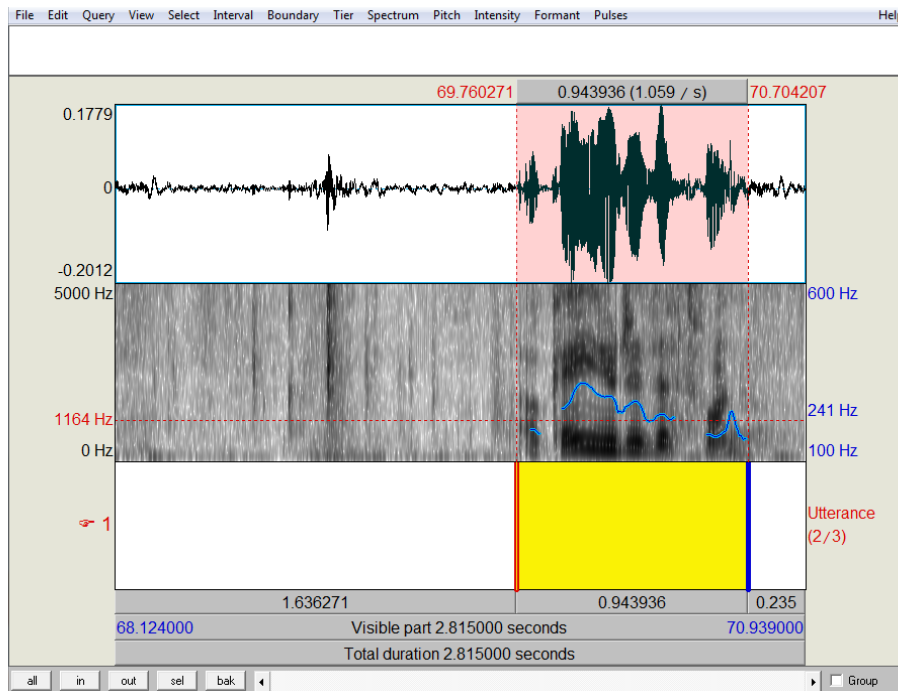 File Edit Query View Select Interval Boundary Tier Spectrum Pitch Intensity Formant Pulses Help
69.760271 0.943936 (1.059 / s) 70.704207
0.1779
0
-0.2012
5000 Hz 600 Hz
1164 Hz 241 Hz
0 Hz 100 Hz
1 Utterance
(2/3)
1.636271 0.943936 0.235
68.124000 Visible part 2.815000 seconds 70.939000
Total duration 2.815000 seconds
all in out sel bak Group